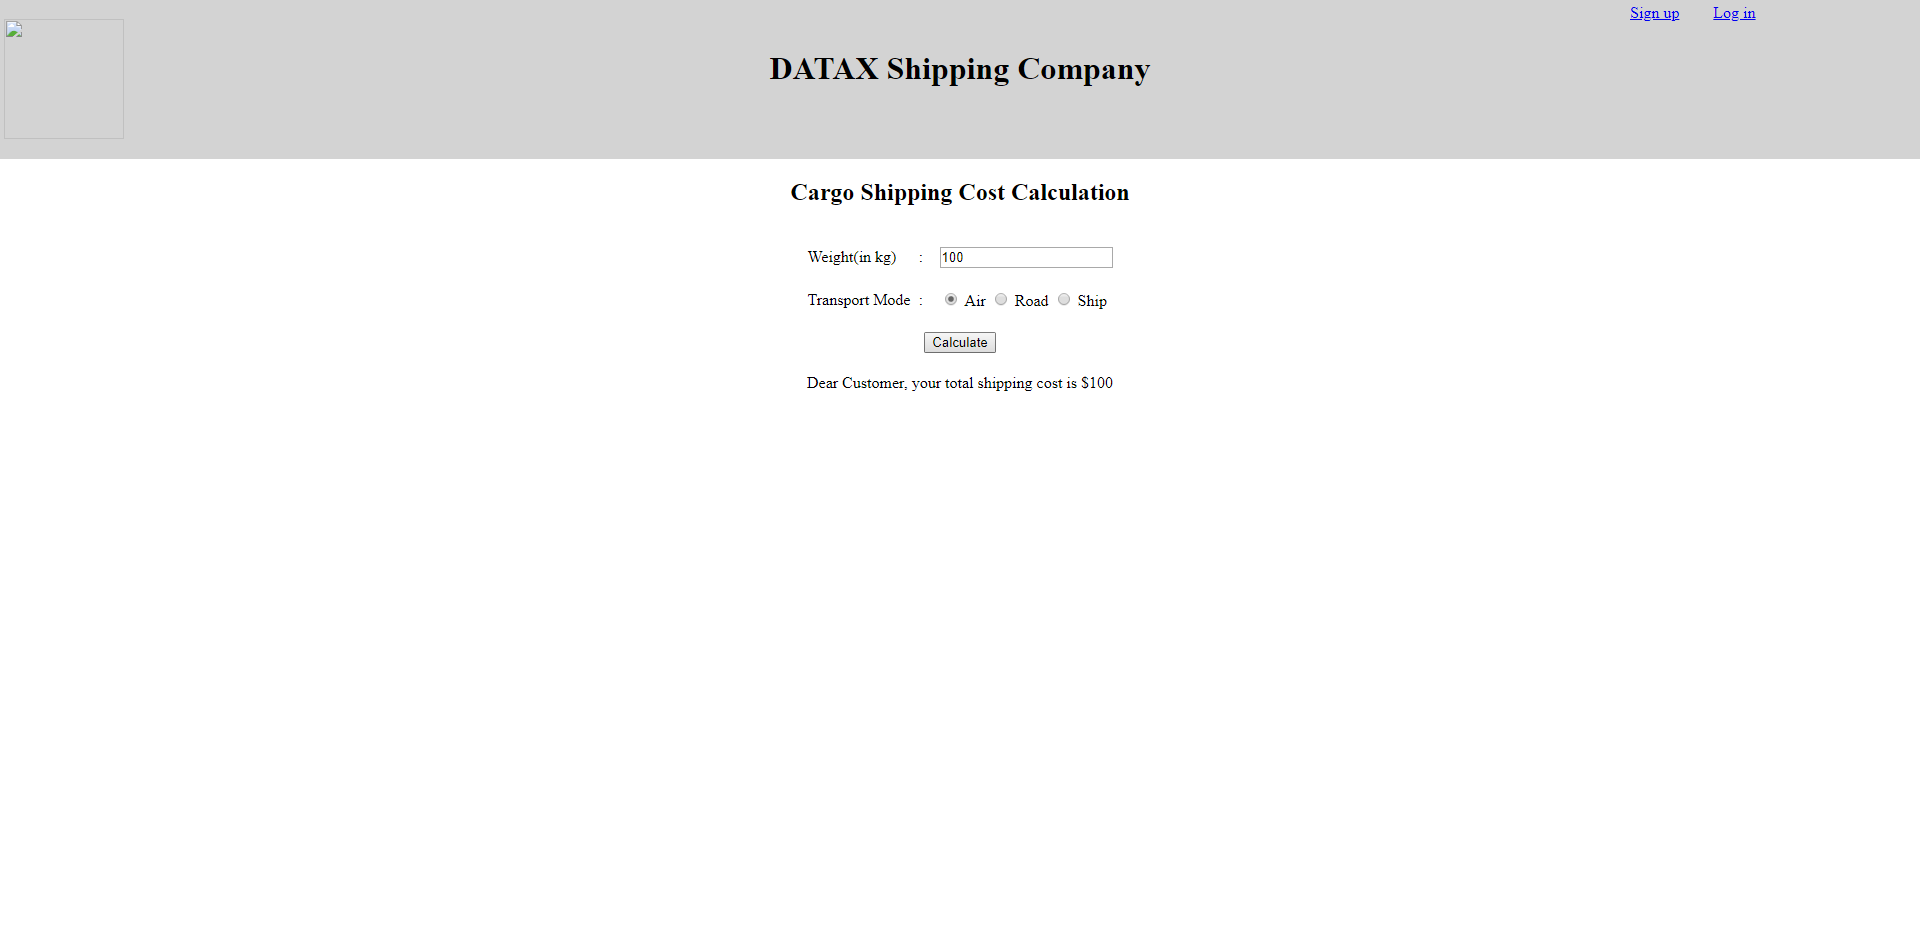 Sign up Log in
DATAX Shipping Company
Cargo Shipping Cost Calculation
Weight(in kg) : 100
Transport Mode : Air Road Ship
Calculate
Dear Customer, your total shipping cost is $100